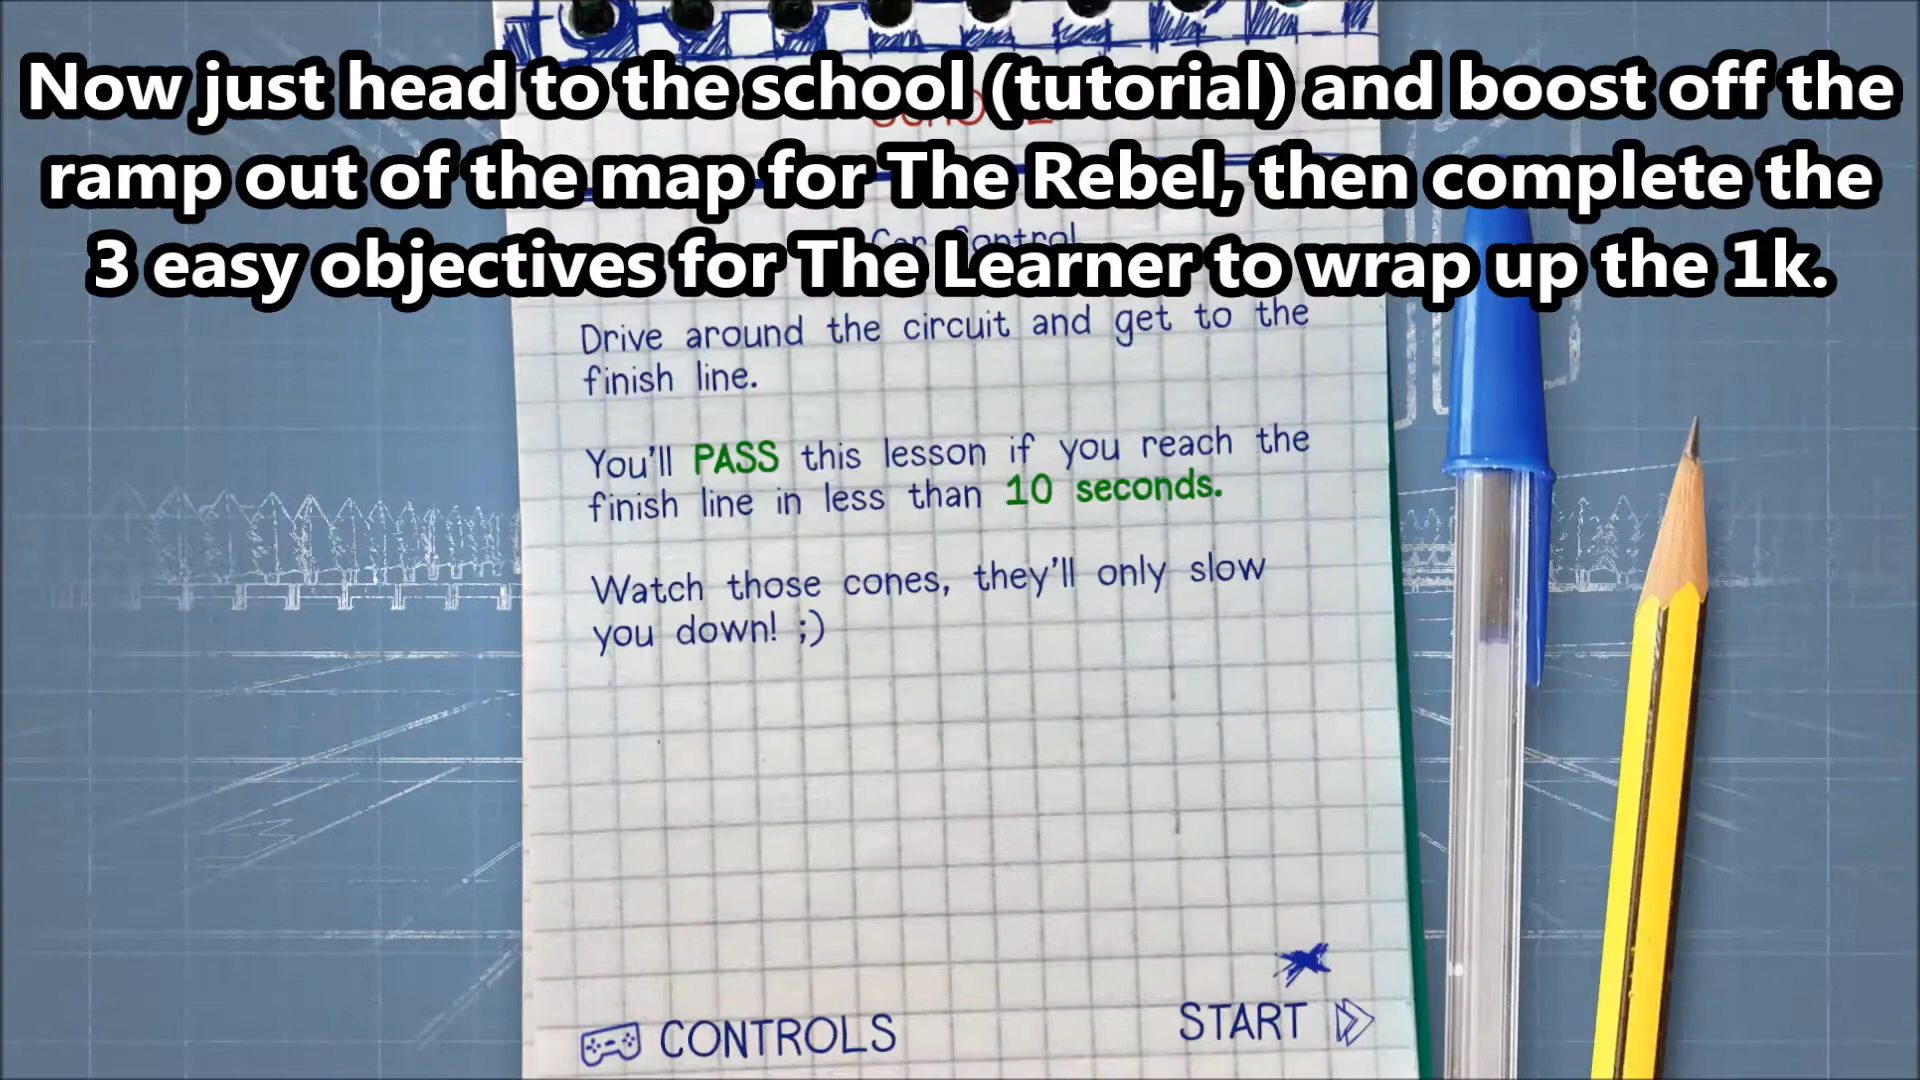 Now just head to the school (tutorial) and boost off the
ramp out of the map for The Rebel, then complete the
3 easy objectives for The Learner to wrap up the 1k.
Car Control
Drive around the circuit and get to the
finish line.
You'll PASS this lesson if you reach the
finish line in less than 10 seconds.
Watch those cones, they'll only slow
you down! ;)
CONTROLS
START